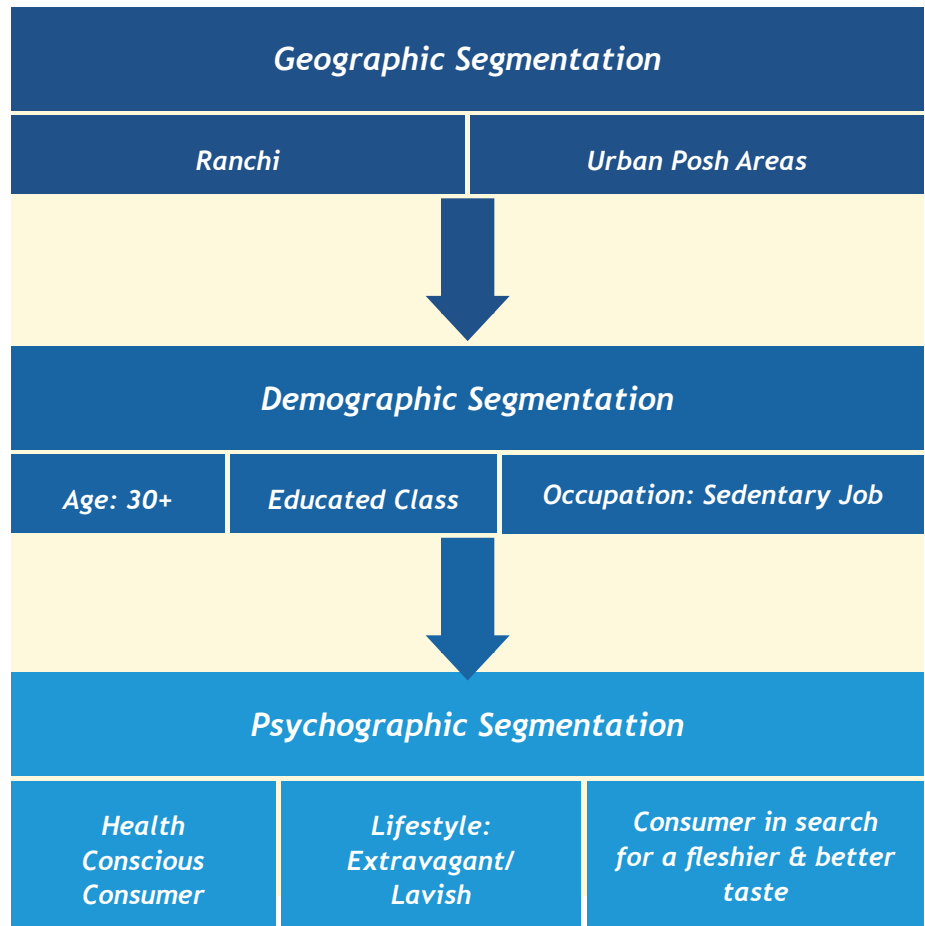 Geographic Segmentation
Ranchi
Urban Posh Areas
Demographic Segmentation
Age: 30+
Educated Class
Occupation: Sedentary Job
Psychographic Segmentation
Health
Conscious
Consumer
Lifestyle:
Extravagant/
Lavish
Consumer in search
for a fleshier & better
taste